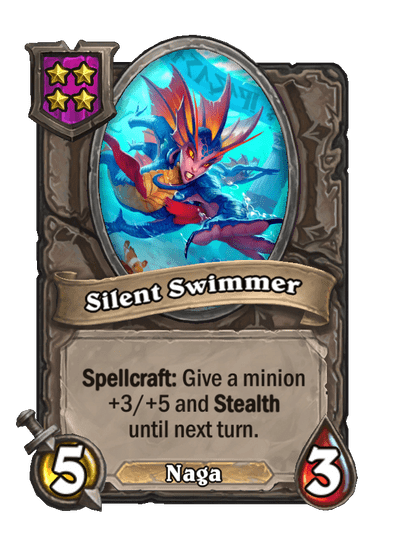 Silent Swimmer
Spellcraft: Give a minion
+3/+5 and Stealth
until next turn.
5
Naga
3